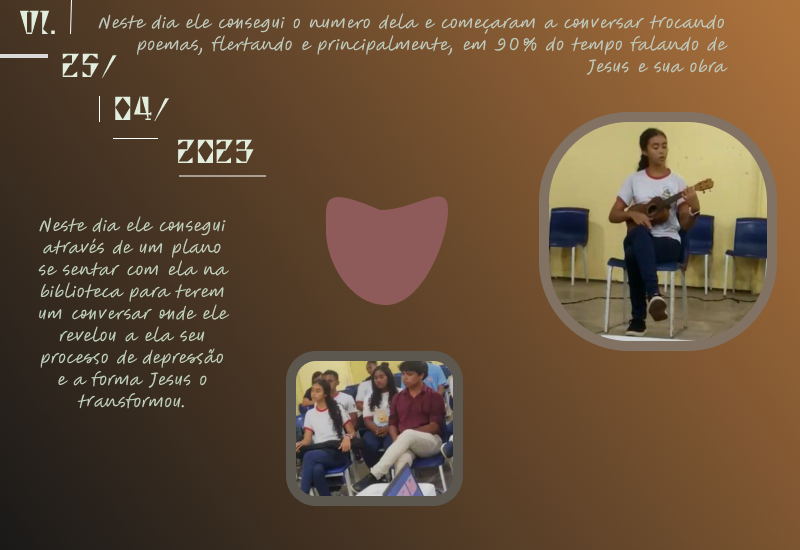 VI.
Neste dia ele consegui o numero dela e começaram a conversar trocando
poemas, flertando e principalmente, em 90% do tempo falando de
Jesus e sua obra
25/
04/
2023
Neste dia ele consegui
através de um plano
se sentar com ela na
biblioteca para terem
um conversar onde ele
revelou a ela seu
processo de depressão
e a forma Jesus o
transformou.